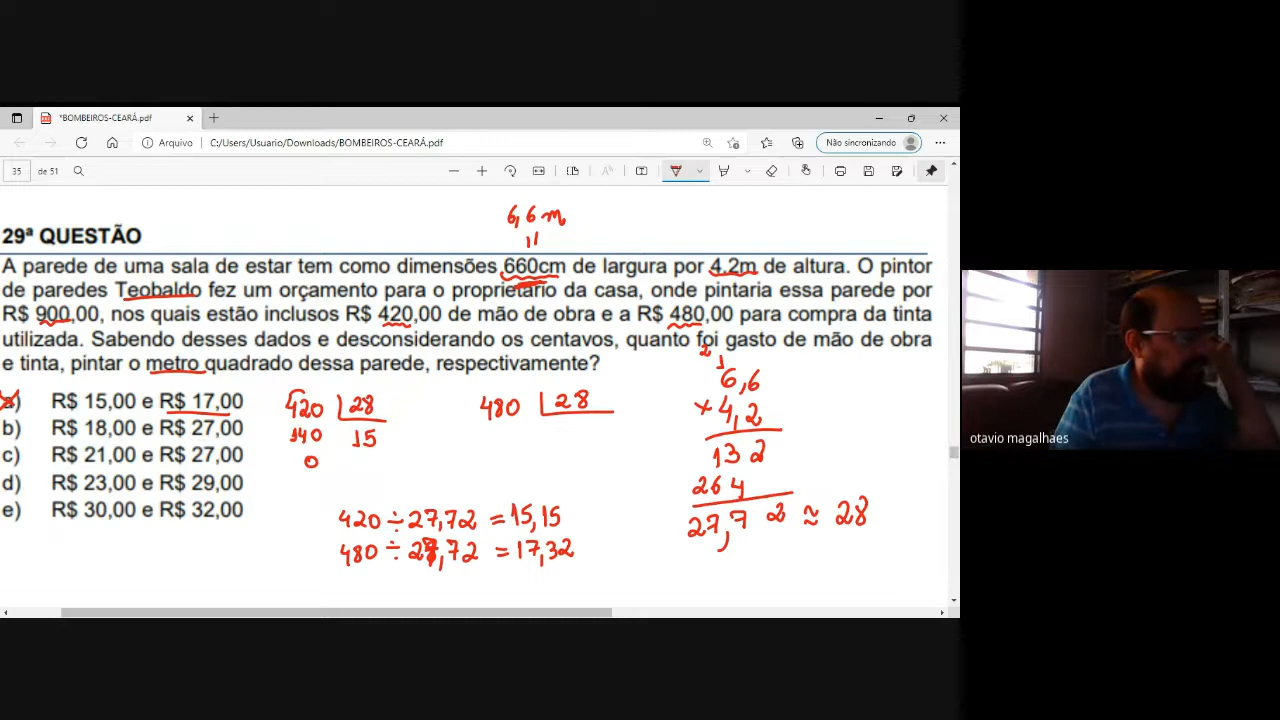 *BOMBEIROS-CEARÁ.pdf
Arquivo C:/Users/Usuario/Downloads/BOMBEIROS-CEARÁ.pdf
Não sincronizando
35 de 51
6,6 m
29ª QUESTÃO
A parede de uma sala de estar tem como dimensões 660cm de largura por 4.2m de altura. O pintor
de paredes Teobaldo fez um orçamento para o proprietário da casa, onde pintaria essa parede por
R$ 900,00, nos quais estão inclusos R$ 420,00 de mão de obra e a R$ 480,00 para compra da tinta
utilizada. Sabendo desses dados e desconsiderando os centavos, quanto foi gasto de mão de obra
e tinta, pintar o metro quadrado dessa parede, respectivamente?
a) R$ 15,00 e R$ 17,00
b) R$ 18,00 e R$ 27,00
c) R$ 21,00 e R$ 27,00
d) R$ 23,00 e R$ 29,00
e) R$ 30,00 e R$ 32,00
420 28
140 15
0
480 28
2
1
6,6
× 4,2
132
264
27,72 ≈ 28
420 ÷ 27,72 = 15,15
480 ÷ 27,72 = 17,32
otavio magalhaes